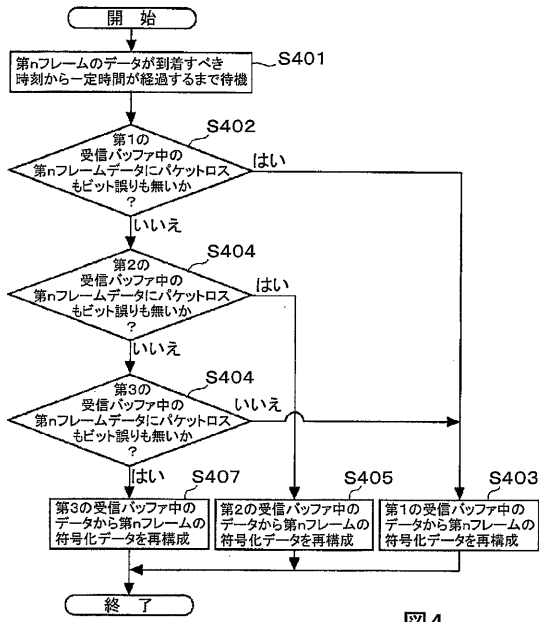 開　始
第nフレームのデータが到着すべき
時刻から一定時間が経過するまで待機
S401
S402
第1の
受信バッファ中の
第nフレームデータにパケットロス
もビット誤りも無いか
?
はい
いいえ
S404
第2の
受信バッファ中の
第nフレームデータにパケットロス
もビット誤りも無いか
?
はい
いいえ
S404
第3の
受信バッファ中の
第nフレームデータにパケットロス
もビット誤りも無いか
?
いいえ
はい
S407
第3の受信バッファ中の
データから第nフレームの
符号化データを再構成
S405
第2の受信バッファ中の
データから第nフレームの
符号化データを再構成
S403
第1の受信バッファ中の
データから第nフレームの
符号化データを再構成
終　了
図4